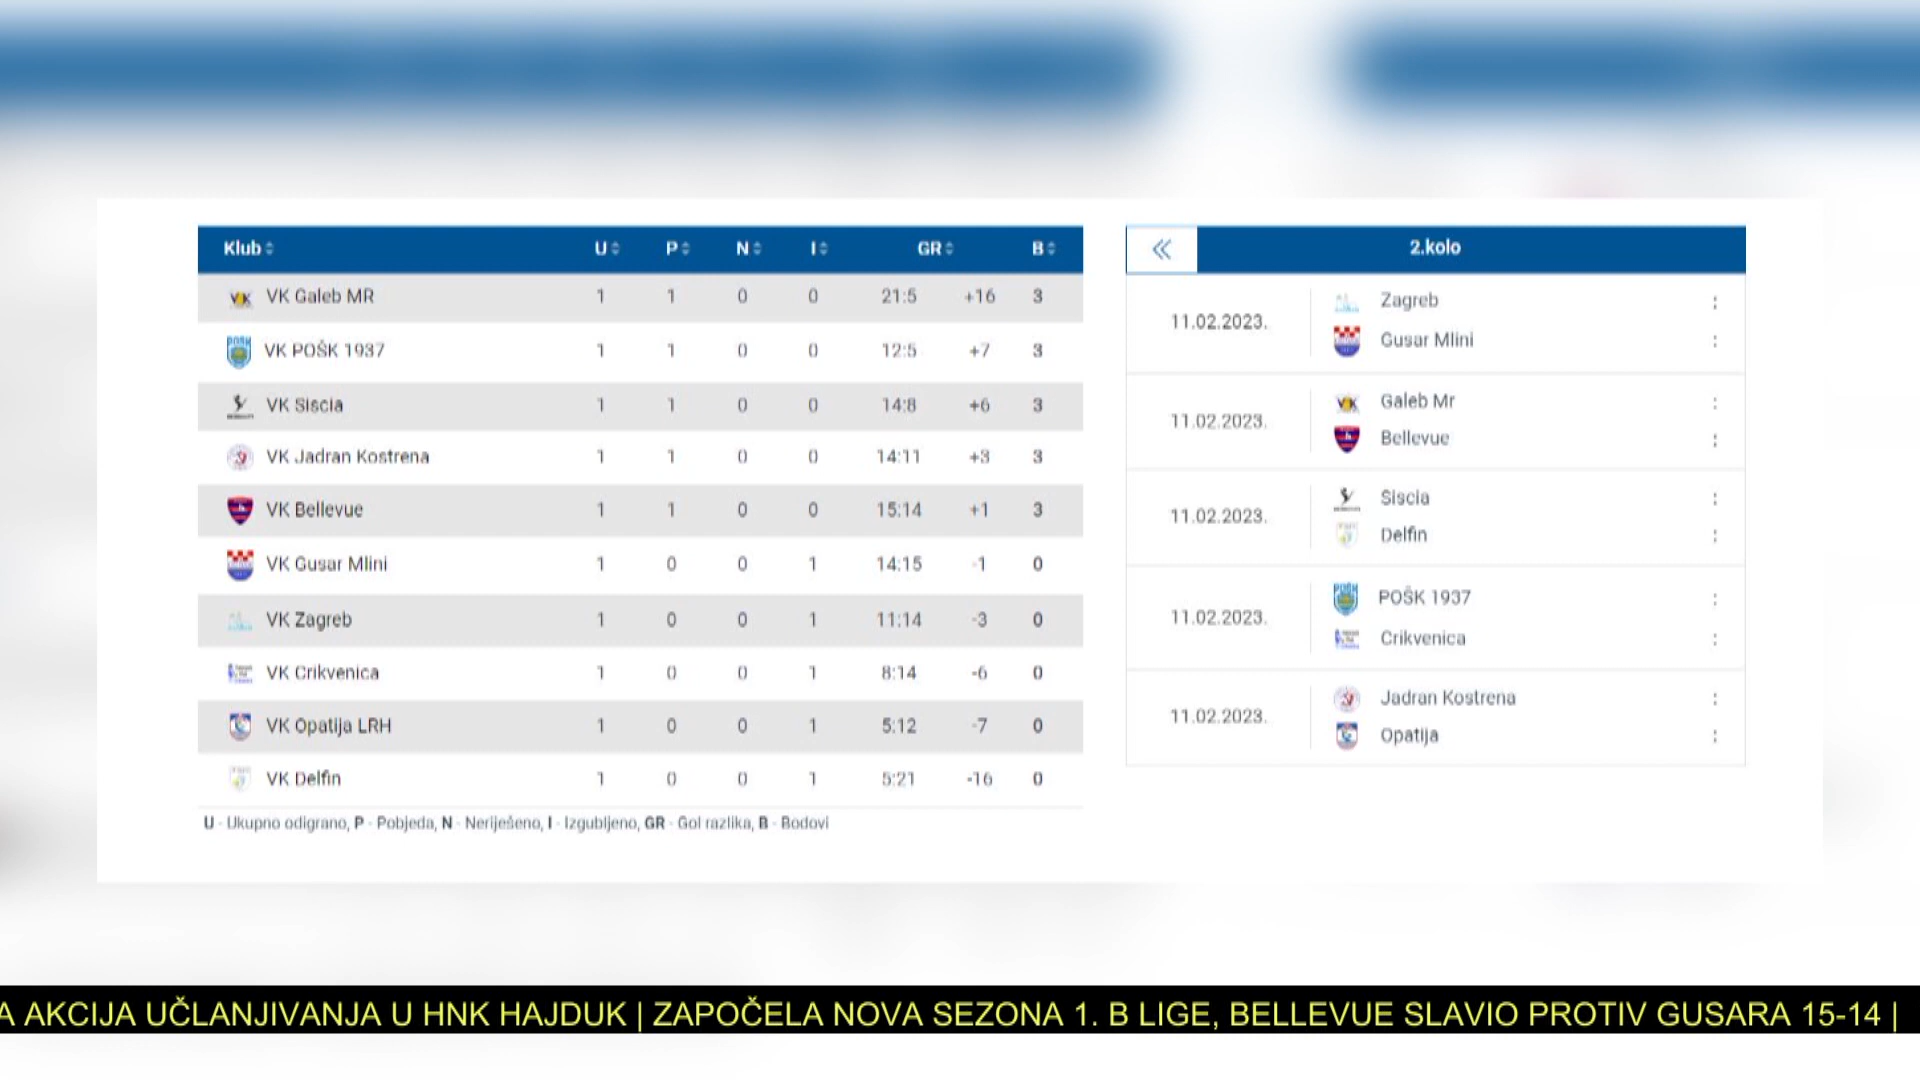 Klub U P N I GR B
VK Galeb MR 1 1 0 0 21:5 +16 3
VK POŠK 1937 1 1 0 0 12:5 +7 3
VK Siscia 1 1 0 0 14:8 +6 3
VK Jadran Kostrena 1 1 0 0 14:11 +3 3
VK Bellevue 1 1 0 0 15:14 +1 3
VK Gusar Mlini 1 0 0 1 14:15 -1 0
VK Zagreb 1 0 0 1 11:14 -3 0
VK Crikvenica 1 0 0 1 8:14 -6 0
VK Opatija LRH 1 0 0 1 5:12 -7 0
VK Delfin 1 0 0 1 5:21 -16 0
U - Ukupno odigrano, P - Pobjeda, N - Neriješeno, I - Izgubljeno, GR - Gol razlika, B - Bodovi
2.kolo
11.02.2023.
Zagreb :
Gusar Mlini :
11.02.2023.
Galeb Mr :
Bellevue :
11.02.2023.
Siscia :
Delfin :
11.02.2023.
POŠK 1937 :
Crikvenica :
11.02.2023.
Jadran Kostrena :
Opatija :
A AKCIJA UČLANJIVANJA U HNK HAJDUK | ZAPOČELA NOVA SEZONA 1. B LIGE, BELLEVUE SLAVIO PROTIV GUSARA 15-14 |